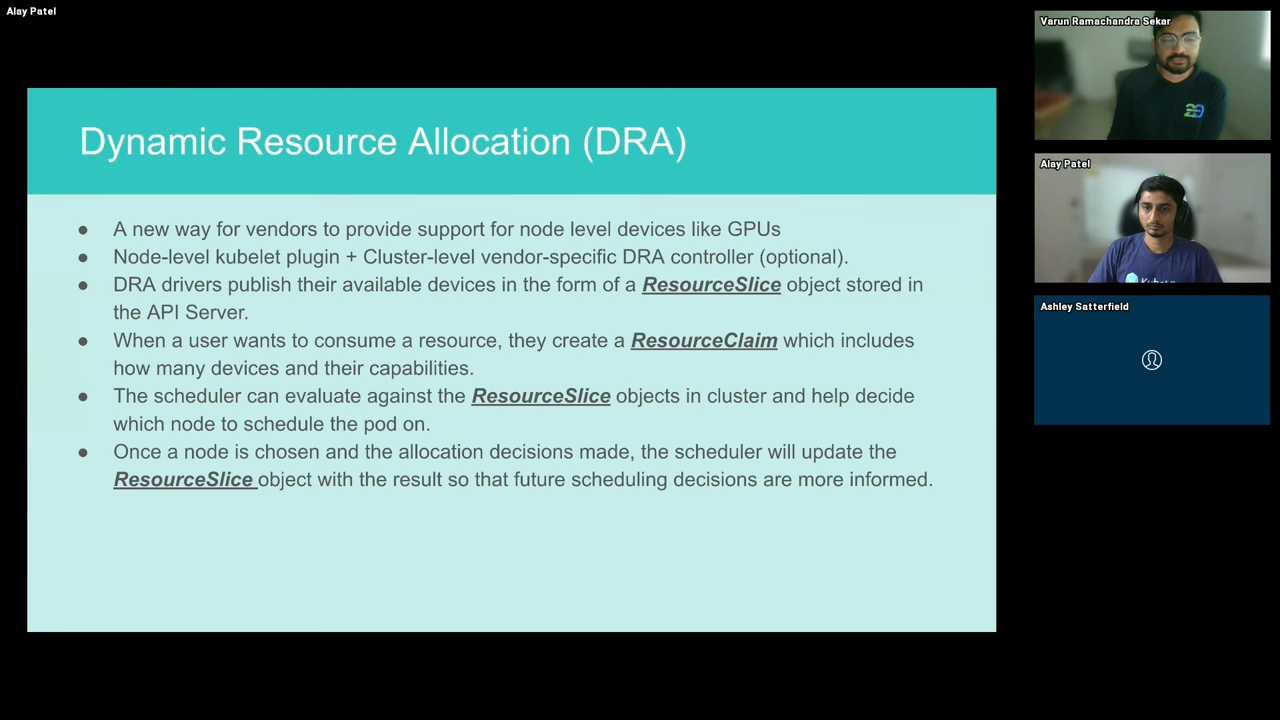 Alay Patel
Varun Ramachandra Sekar
Alay Patel
Ashley Satterfield
Dynamic Resource Allocation (DRA)
● A new way for vendors to provide support for node level devices like GPUs
● Node-level kubelet plugin + Cluster-level vendor-specific DRA controller (optional).
● DRA drivers publish their available devices in the form of a ResourceSlice object stored in
the API Server.
● When a user wants to consume a resource, they create a ResourceClaim which includes
how many devices and their capabilities.
● The scheduler can evaluate against the ResourceSlice objects in cluster and help decide
which node to schedule the pod on.
● Once a node is chosen and the allocation decisions made, the scheduler will update the
ResourceSlice object with the result so that future scheduling decisions are more informed.